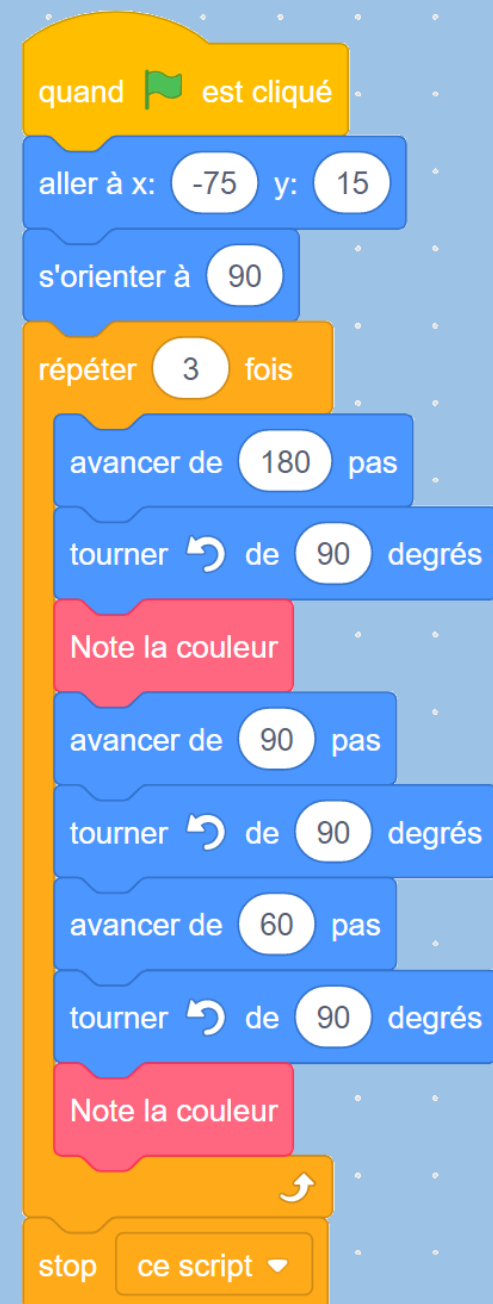 quand est cliqué
aller à x: -75 y: 15
s'orienter à 90
répéter 3 fois
avancer de 180 pas
tourner de 90 degrés
Note la couleur
avancer de 90 pas
tourner de 90 degrés
avancer de 60 pas
tourner de 90 degrés
Note la couleur
stop ce script